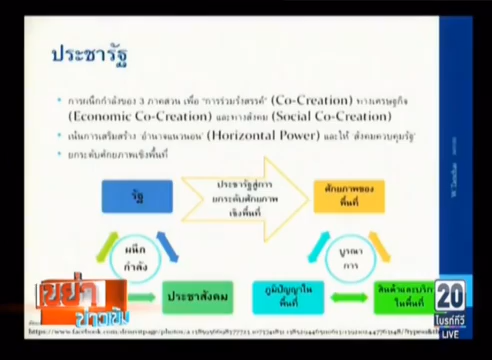 ประชารัฐ
• การผนึกกำลังของ 3 ภาคส่วน เพื่อ "การร่วมรังสรรค์" (Co-Creation) ทางเศรษฐกิจ
(Economic Co-Creation) และทางสังคม (Social Co-Creation)
• เน้นการเสริมสร้าง 'อำนาจแนวนอน' (Horizontal Power) และให้ 'สังคมควบคุมรัฐ'
• ยกระดับศักยภาพเชิงพื้นที่
รัฐ
ประชารัฐสู่การ
ยกระดับศักยภาพ
เชิงพื้นที่
ศักยภาพของ
พื้นที่
ผนึก
กำลัง
บูรณา
การ
ประชาสังคม
ภูมิปัญญาใน
พื้นที่
สินค้าและบริก
ในพื้นที่
ขย่ำ
ข่าวเช้า
20
ไบรท์ทีวี
LIVE